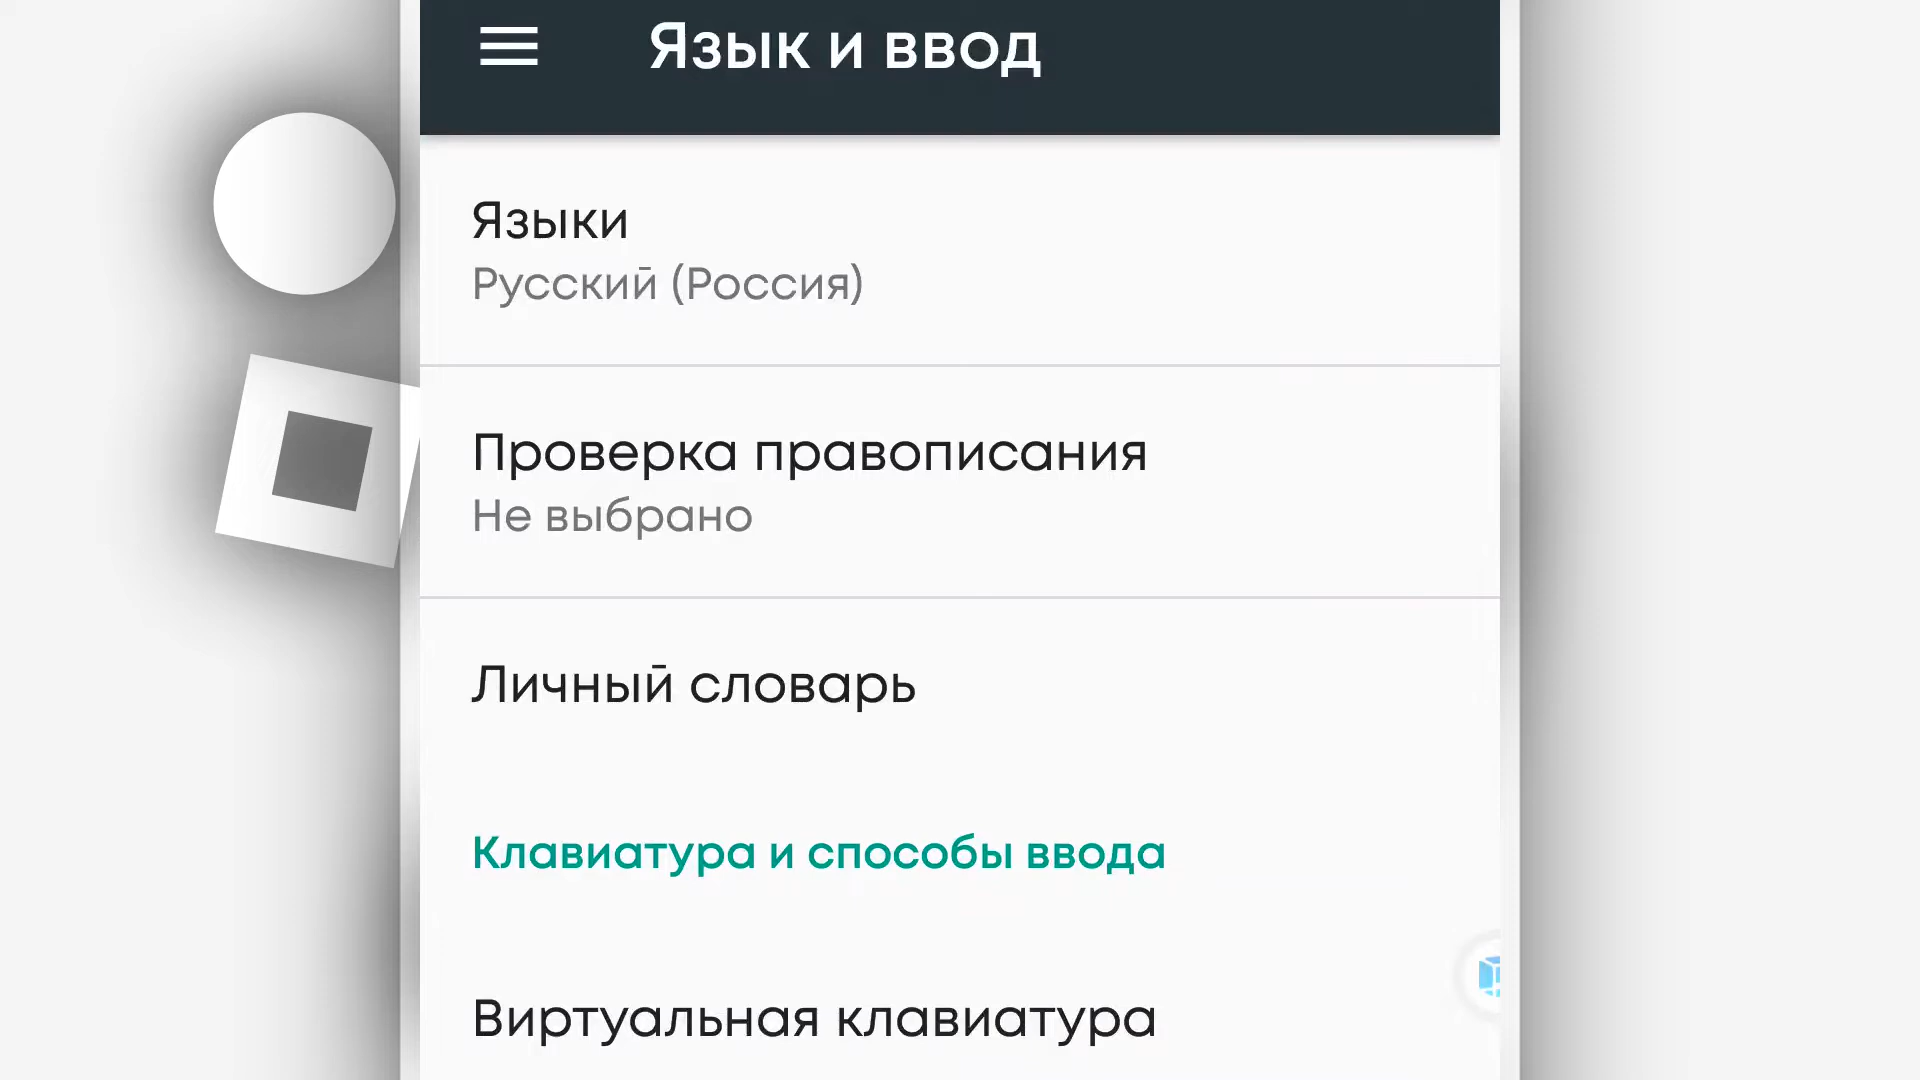 Язык и ввод
Языки
Русский (Россия)
Проверка правописания
Не выбрано
Личный словарь
Клавиатура и способы ввода
Виртуальная клавиатура